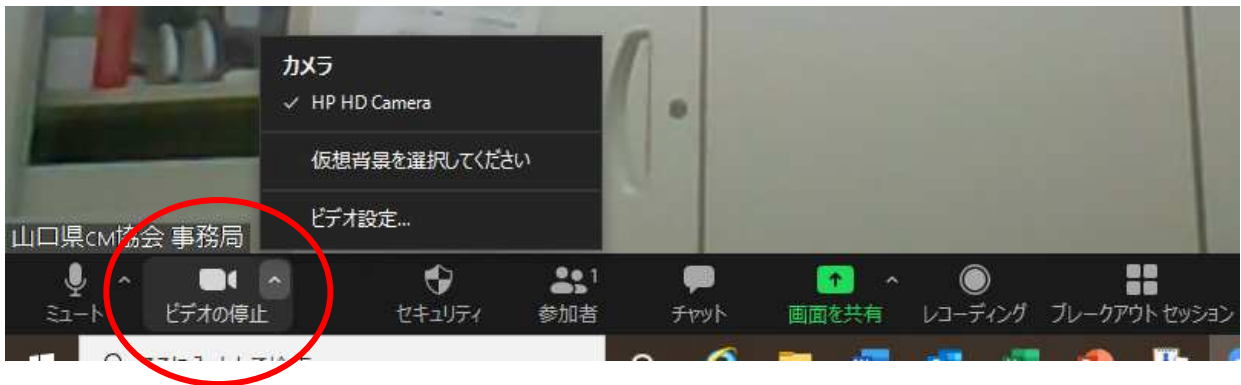 カメラ
✓ HP HD Camera
仮想背景を選択してください
ビデオ設定...
山口県CM協会 事務局
ミュート ビデオの停止 セキュリティ 参加者 1 チャット 画面を共有 レコーディング ブレークアウト セッション